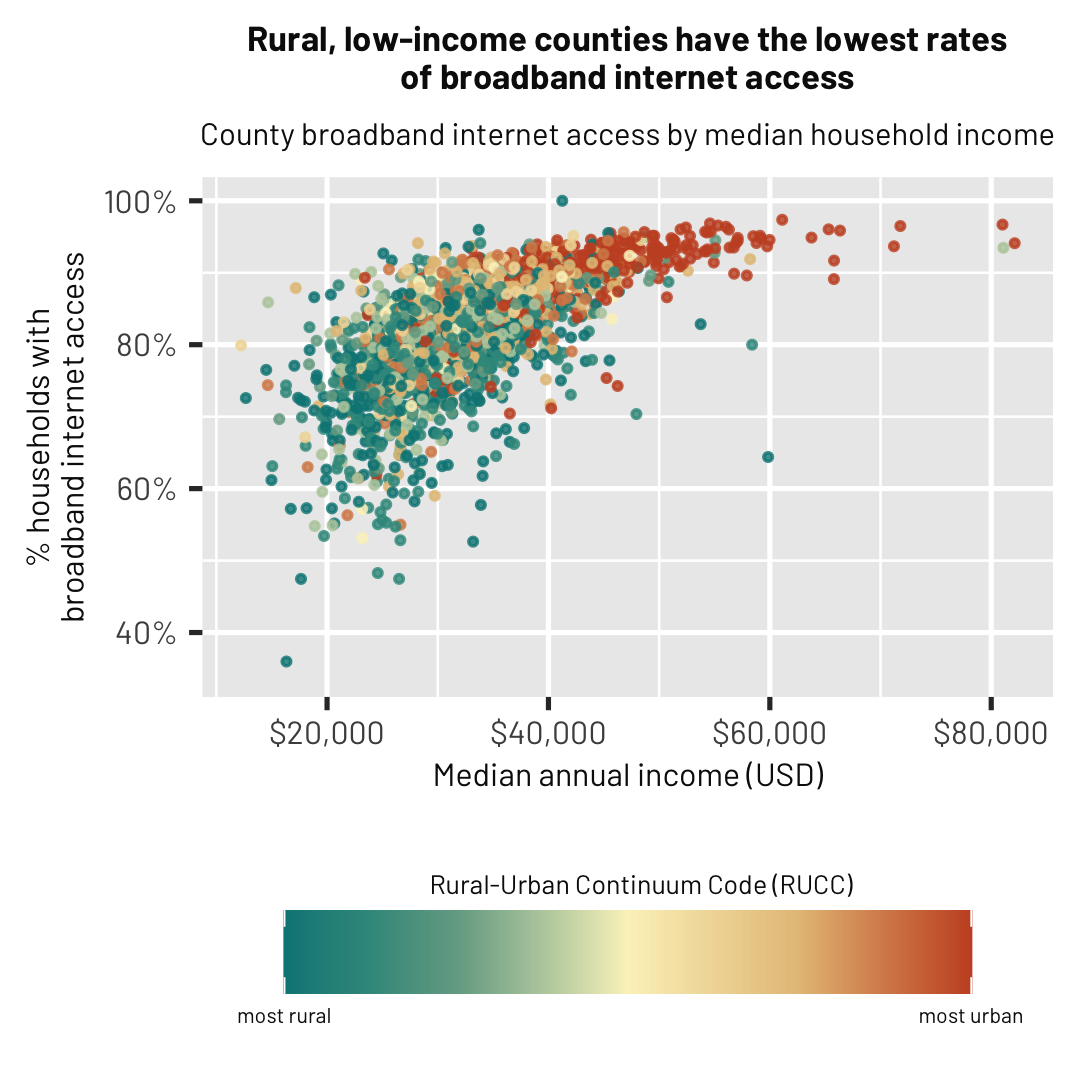 Rural, low-income counties have the lowest rates
of broadband internet access
County broadband internet access by median household income
% households with
broadband internet access
100%
80%
60%
40%
$20,000
$40,000
$60,000
$80,000
Median annual income (USD)
Rural-Urban Continuum Code (RUCC)
most rural
most urban